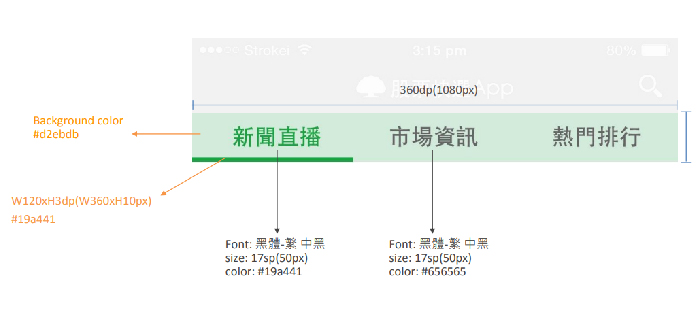 Stroker
3:15 pm
80%
App
360dp(1080px)
Background color
#d2ebdb
新聞直播
市場資訊
熱門排行
W120xH3dp(W360xH10px)
#19a441
Font: 黑體-繁 中黑
size: 17sp(50px)
color: #19a441
Font: 黑體-繁 中黑
size: 17sp(50px)
color: #656565